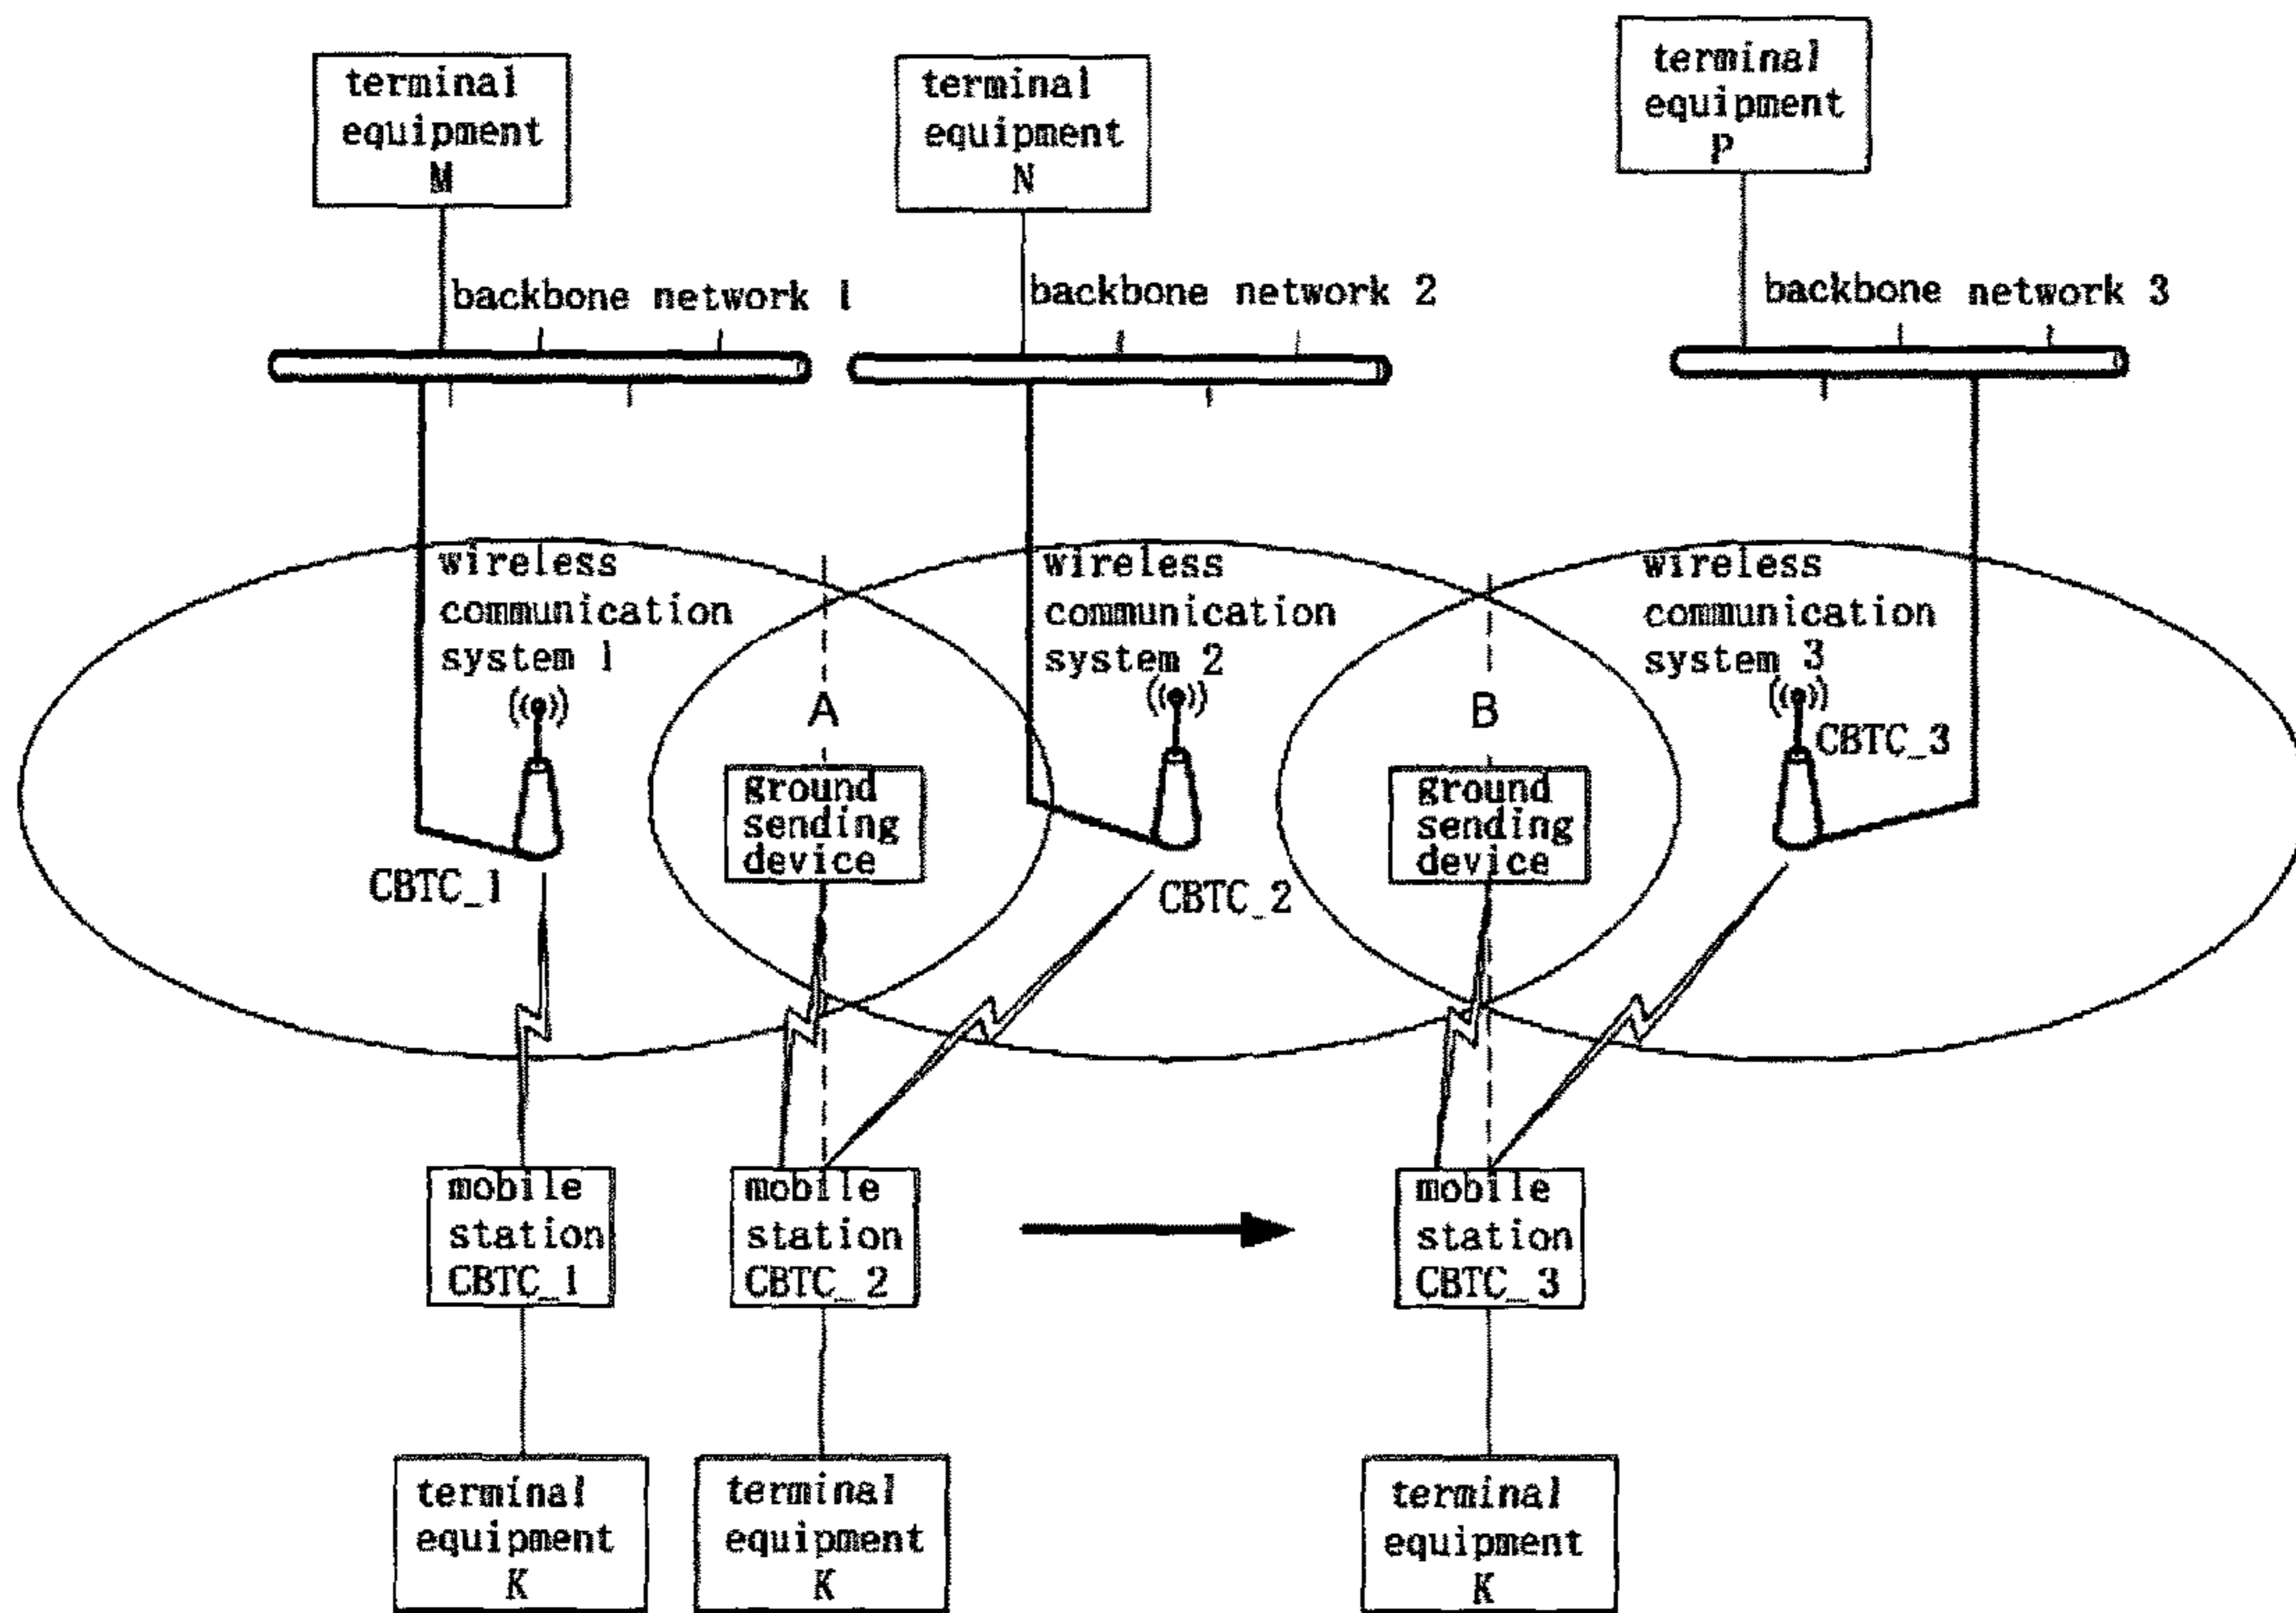 terminal
equipment
M
terminal
equipment
N
terminal
equipment
P
backbone network 1
backbone network 2
backbone network 3
wireless
communication
system 1
wireless
communication
system 2
wireless
communication
system 3
A
B
CBTC_3
ground
sending
device
ground
sending
device
CBTC_1
CBTC_2
mobile
station
CBTC_1
mobile
station
CBTC_2
mobile
station
CBTC_3
terminal
equipment
K
terminal
equipment
K
terminal
equipment
K